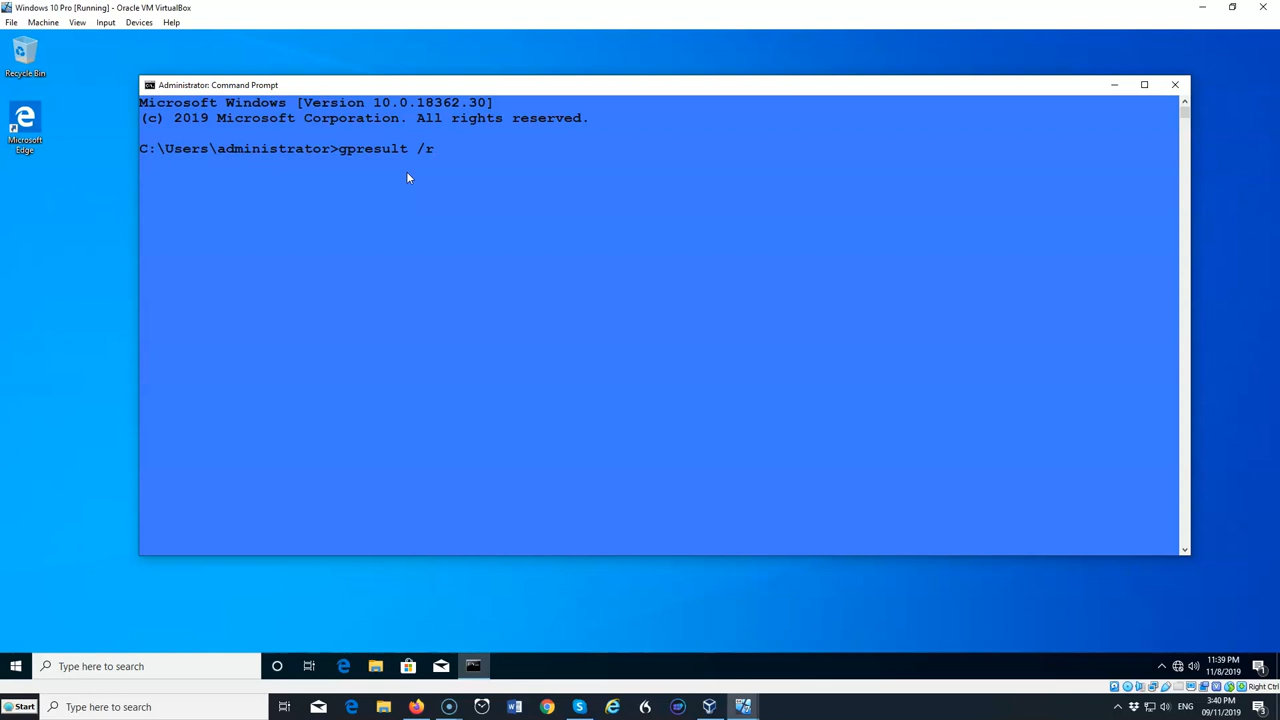 Windows 10 Pro [Running] - Oracle VM VirtualBox
File Machine View Input Devices Help
Recycle Bin
Microsoft
Edge
Administrator: Command Prompt
Microsoft Windows [Version 10.0.18362.30]
(c) 2019 Microsoft Corporation. All rights reserved.
C:\Users\administrator>gpresult /r
Type here to search
11:39 PM
11/8/2019
1
Right Ctrl
Start
Type here to search
ENG
3:40 PM
09/11/2019